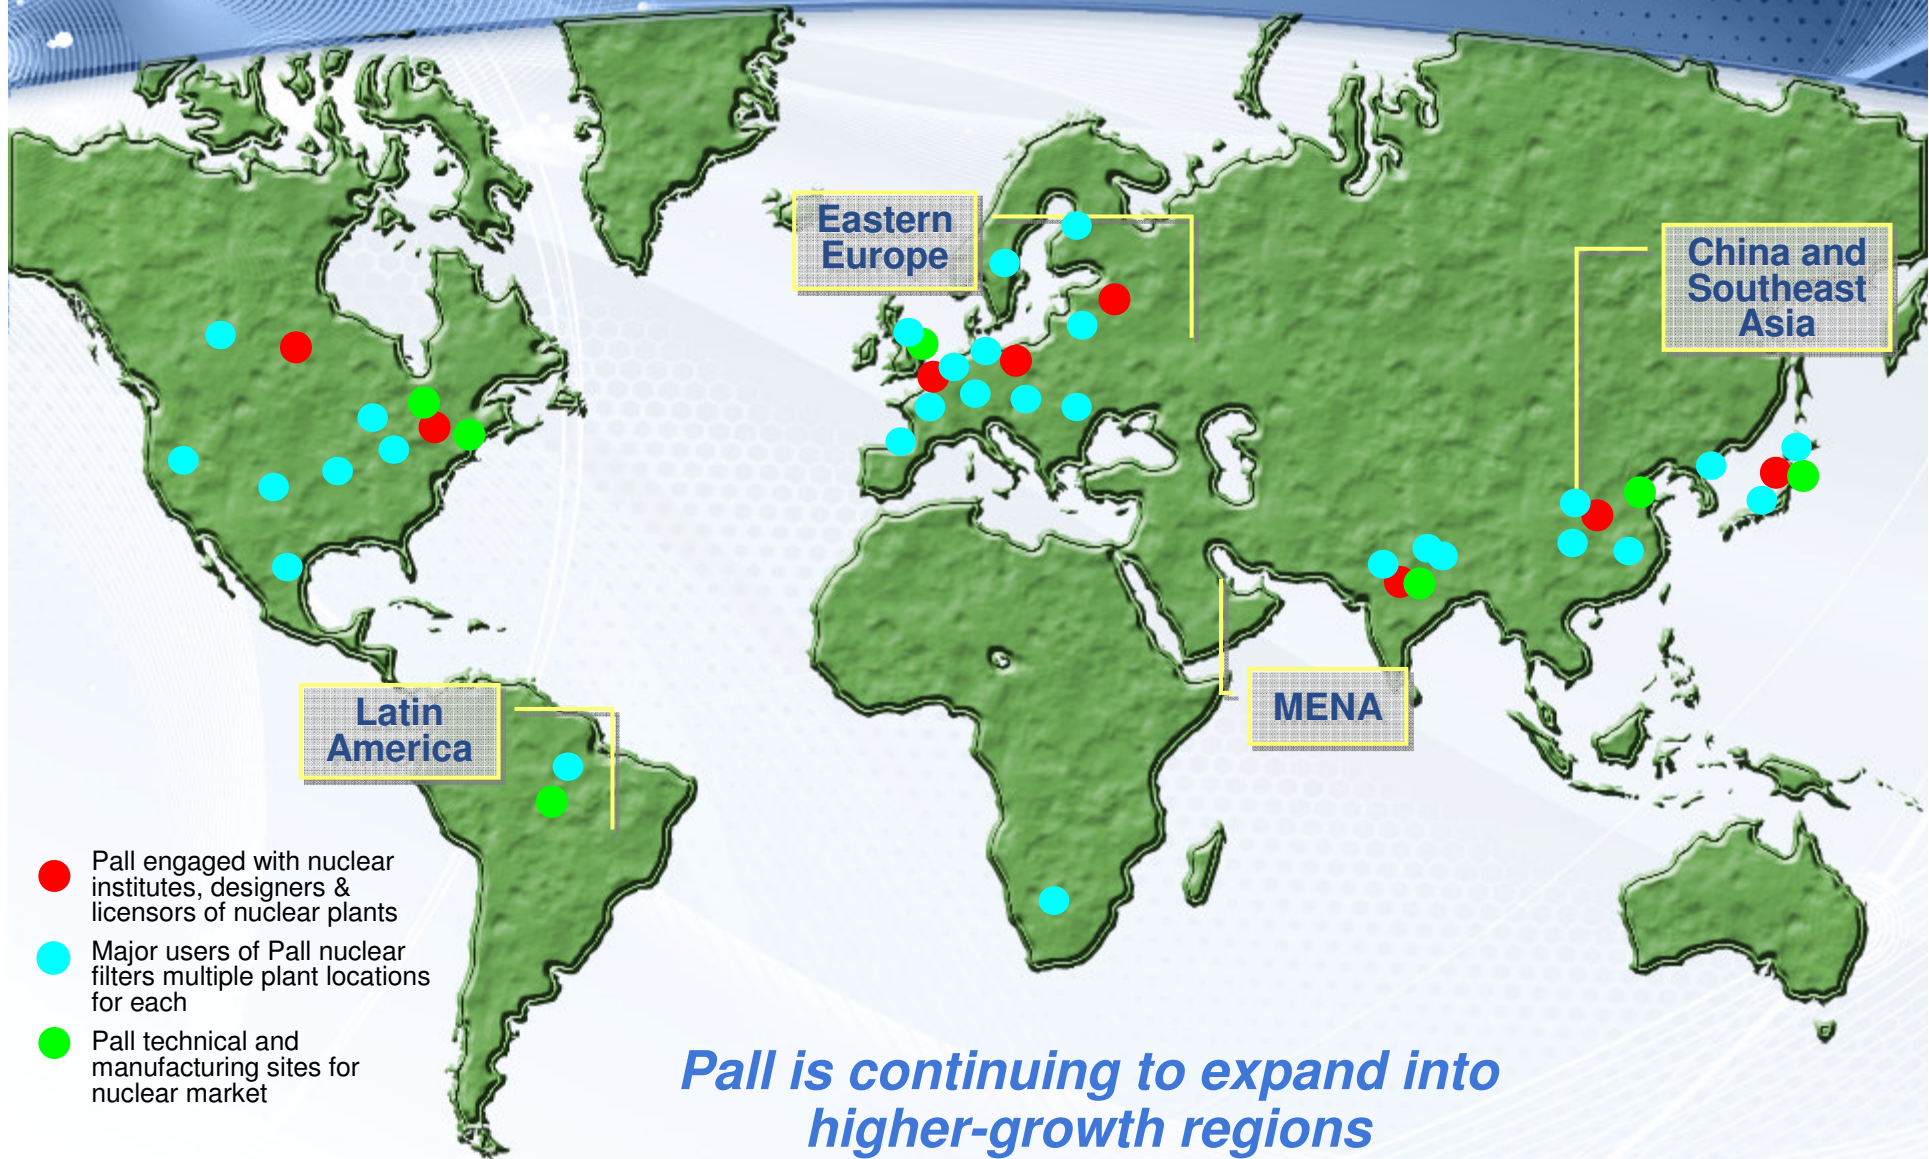 Eastern
Europe
China and
Southeast
Asia
MENA
Latin
America
Pall engaged with nuclear
institutes, designers &
licensors of nuclear plants
Major users of Pall nuclear
filters multiple plant locations
for each
Pall technical and
manufacturing sites for
nuclear market
Pall is continuing to expand into
higher-growth regions